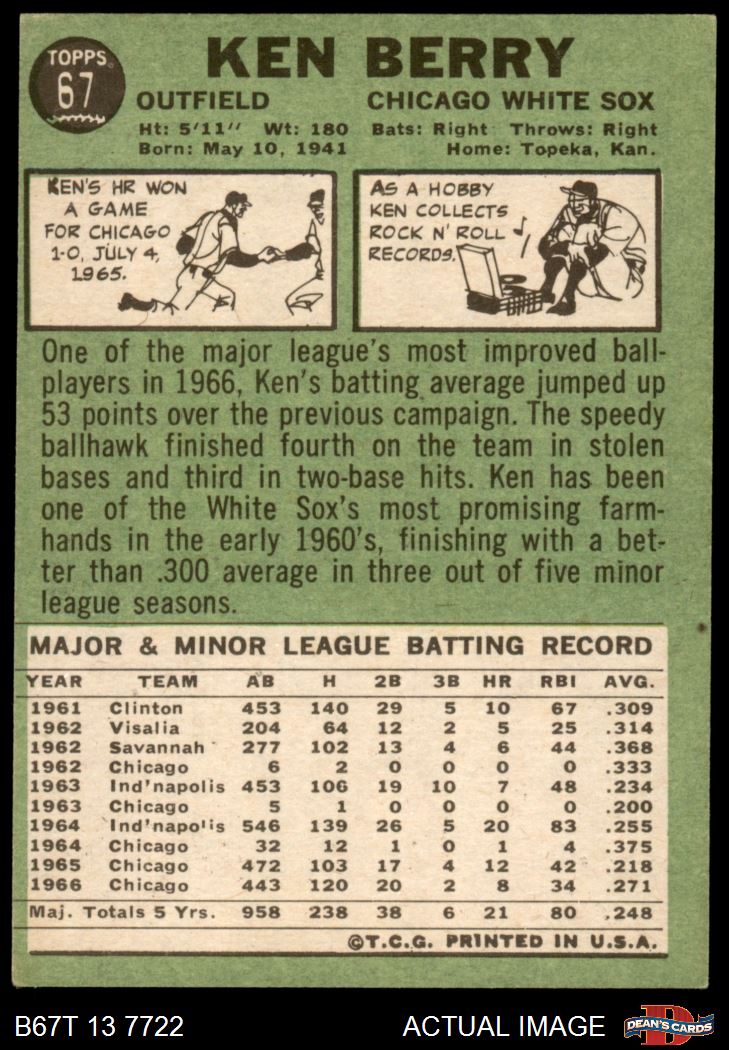 TOPPS
67
KEN BERRY
OUTFIELD CHICAGO WHITE SOX
Ht: 5'11" Wt: 180 Bats: Right Throws: Right
Born: May 10, 1941 Home: Topeka, Kan.
KEN'S HR WON
A GAME
FOR CHICAGO
1-0, JULY 4,
1965.
AS A HOBBY
KEN COLLECTS
ROCK N' ROLL
RECORDS.
One of the major league's most improved ball-
players in 1966, Ken's batting average jumped up
53 points over the previous campaign. The speedy
ballhawk finished fourth on the team in stolen
bases and third in two-base hits. Ken has been
one of the White Sox's most promising farm-
hands in the early 1960's, finishing with a bet-
ter than .300 average in three out of five minor
league seasons.
MAJOR & MINOR LEAGUE BATTING RECORD
YEAR TEAM AB H 2B 3B HR RBI AVG.
1961 Clinton 453 140 29 5 10 67 .309
1962 Visalia 204 64 12 2 5 25 .314
1962 Savannah 277 102 13 4 6 44 .368
1962 Chicago 6 2 0 0 0 0 .333
1963 Ind'napolis 453 106 19 10 7 48 .234
1963 Chicago 5 1 0 0 0 0 .200
1964 Ind'napolis 546 139 26 5 20 83 .255
1964 Chicago 32 12 1 0 1 4 .375
1965 Chicago 472 103 17 4 12 42 .218
1966 Chicago 443 120 20 2 8 34 .271
Maj. Totals 5 Yrs. 958 238 38 6 21 80 .248
©T.C.G. PRINTED IN U.S.A.
B67T 13 7722 ACTUAL IMAGE DEAN'S CARDS